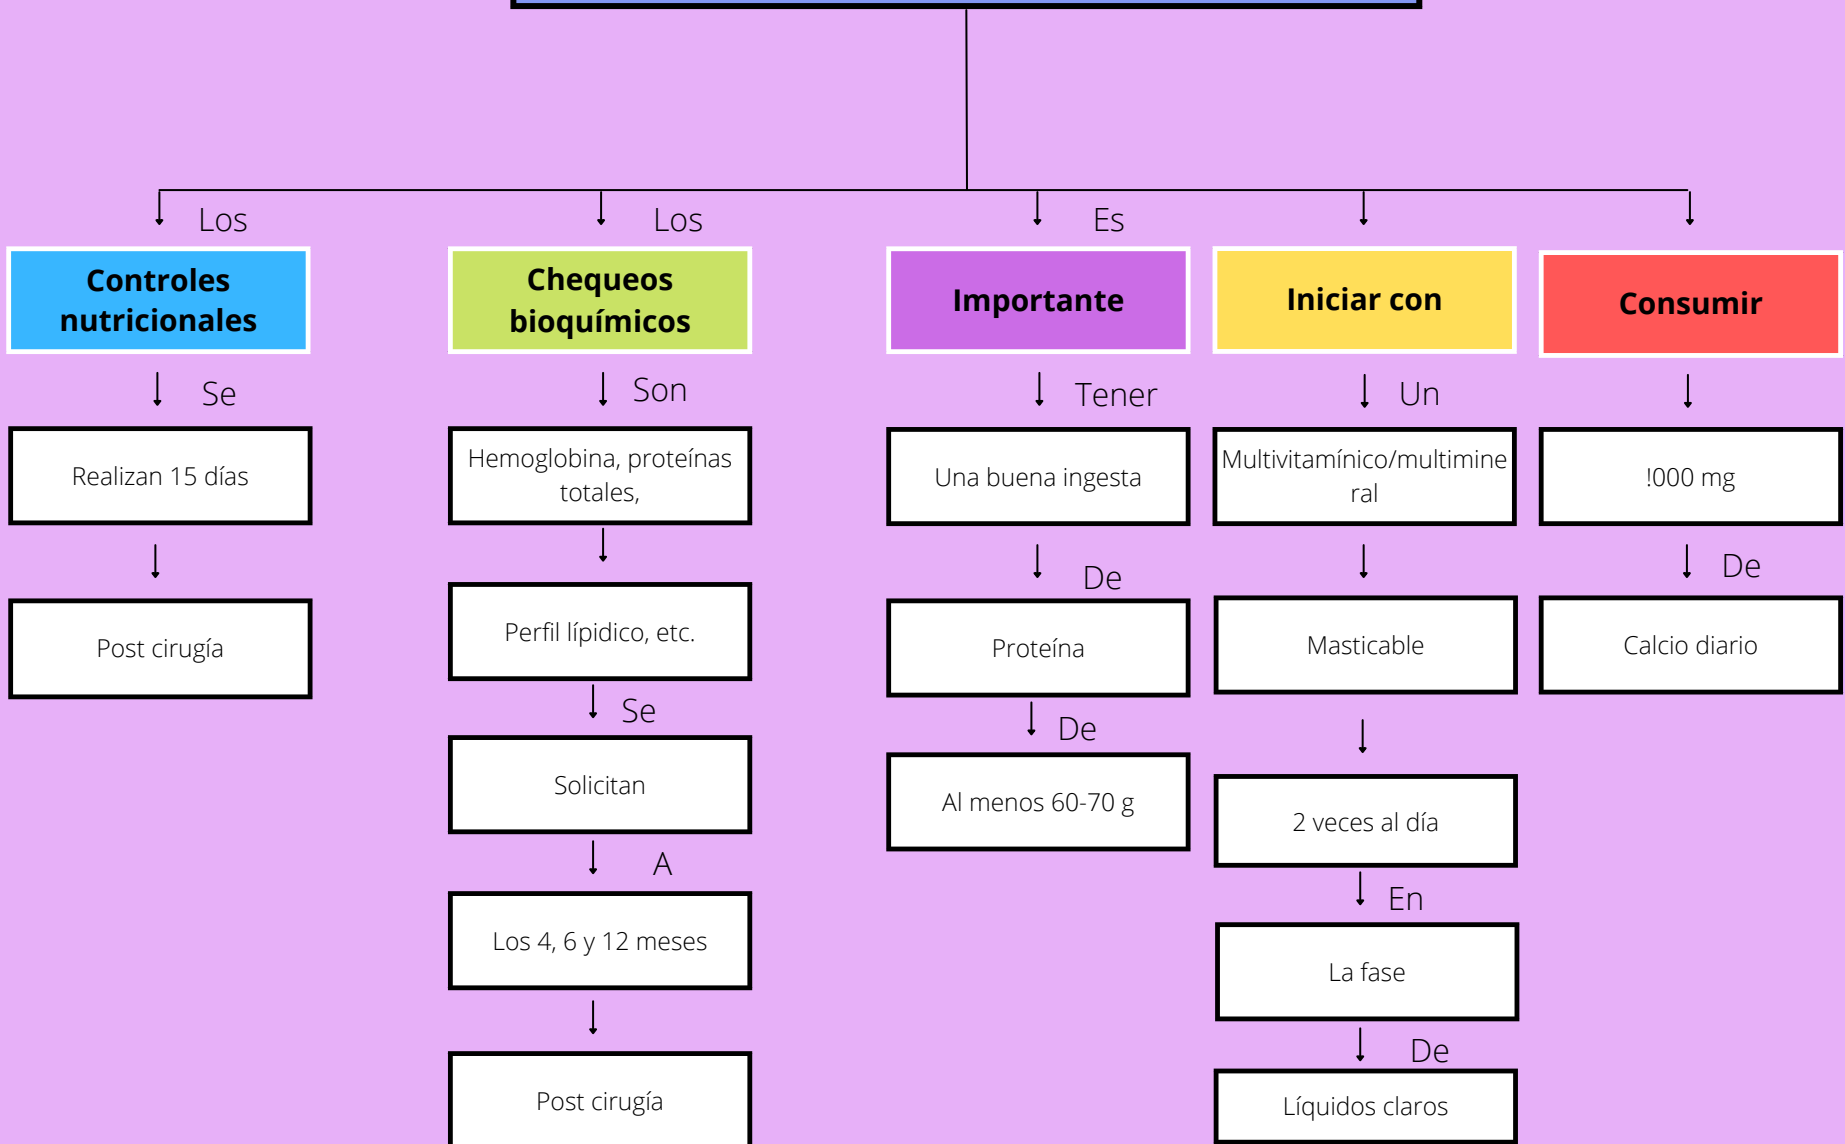 Los
Controles
nutricionales
Se
Realizan 15 días
Post cirugía
Los
Chequeos
bioquímicos
Son
Hemoglobina, proteínas
totales,
Perfil lípidico, etc.
Se
Solicitan
A
Los 4, 6 y 12 meses
Post cirugía
Es
Importante
Tener
Una buena ingesta
De
Proteína
De
Al menos 60-70 g
Iniciar con
Un
Multivitamínico/multimine
ral
Masticable
2 veces al día
En
La fase
De
Líquidos claros
Consumir
!000 mg
De
Calcio diario